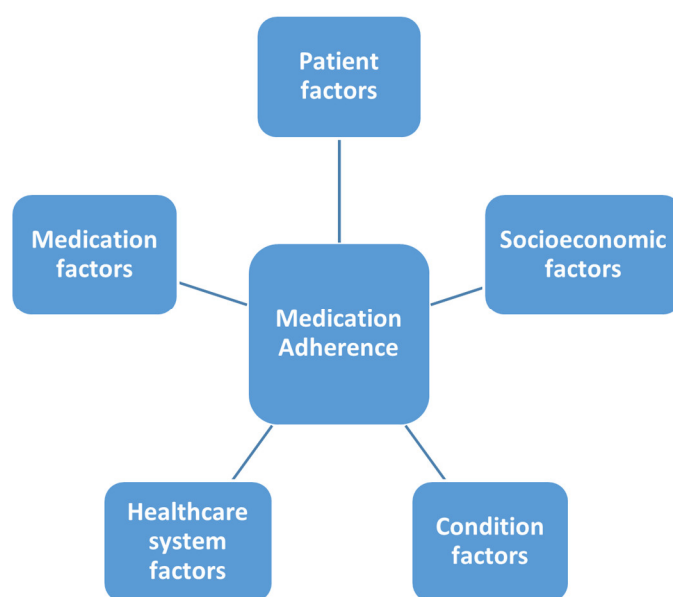 Patient
factors
Medication
factors
Socioeconomic
factors
Medication
Adherence
Healthcare
system
factors
Condition
factors